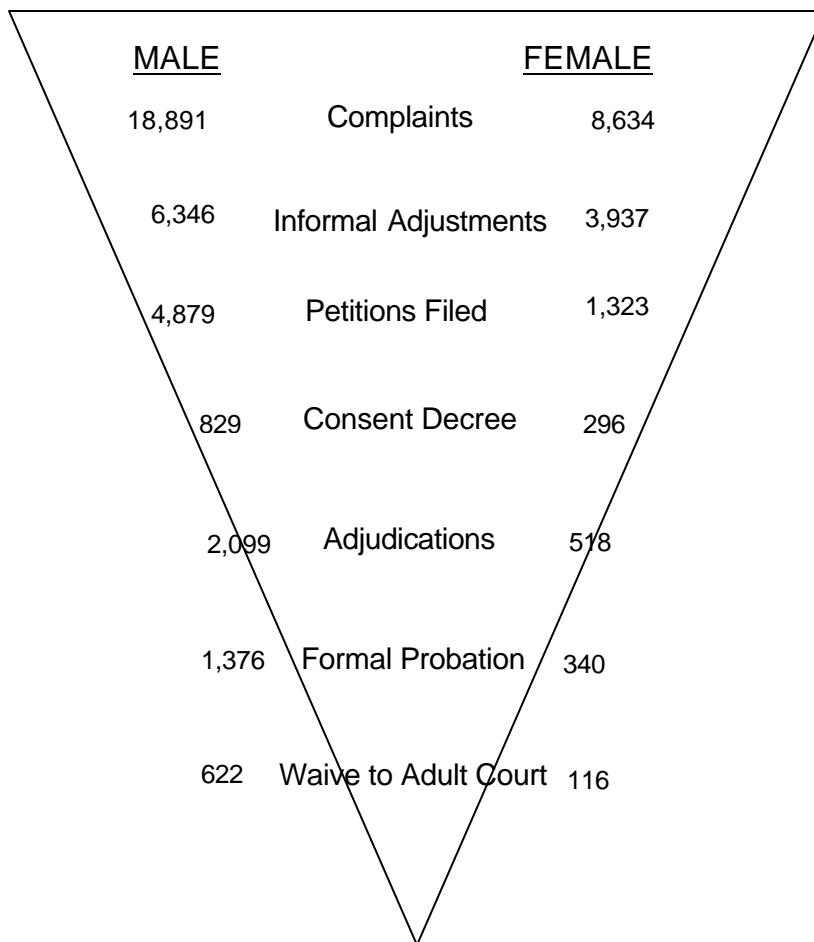 MALE FEMALE
18,891 Complaints 8,634
6,346 Informal Adjustments 3,937
4,879 Petitions Filed 1,323
829 Consent Decree 296
2,099 Adjudications 518
1,376 Formal Probation 340
622 Waive to Adult Court 116